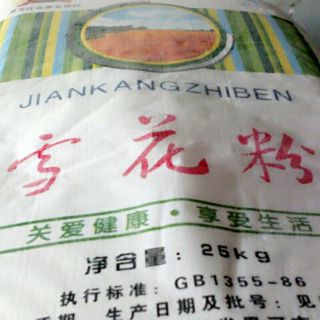 JIANKANGZHIBEN
雪花粉
关爱健康·享受生活
净含量：25kg
执行标准：GB1355-86
生产日期及批号：见